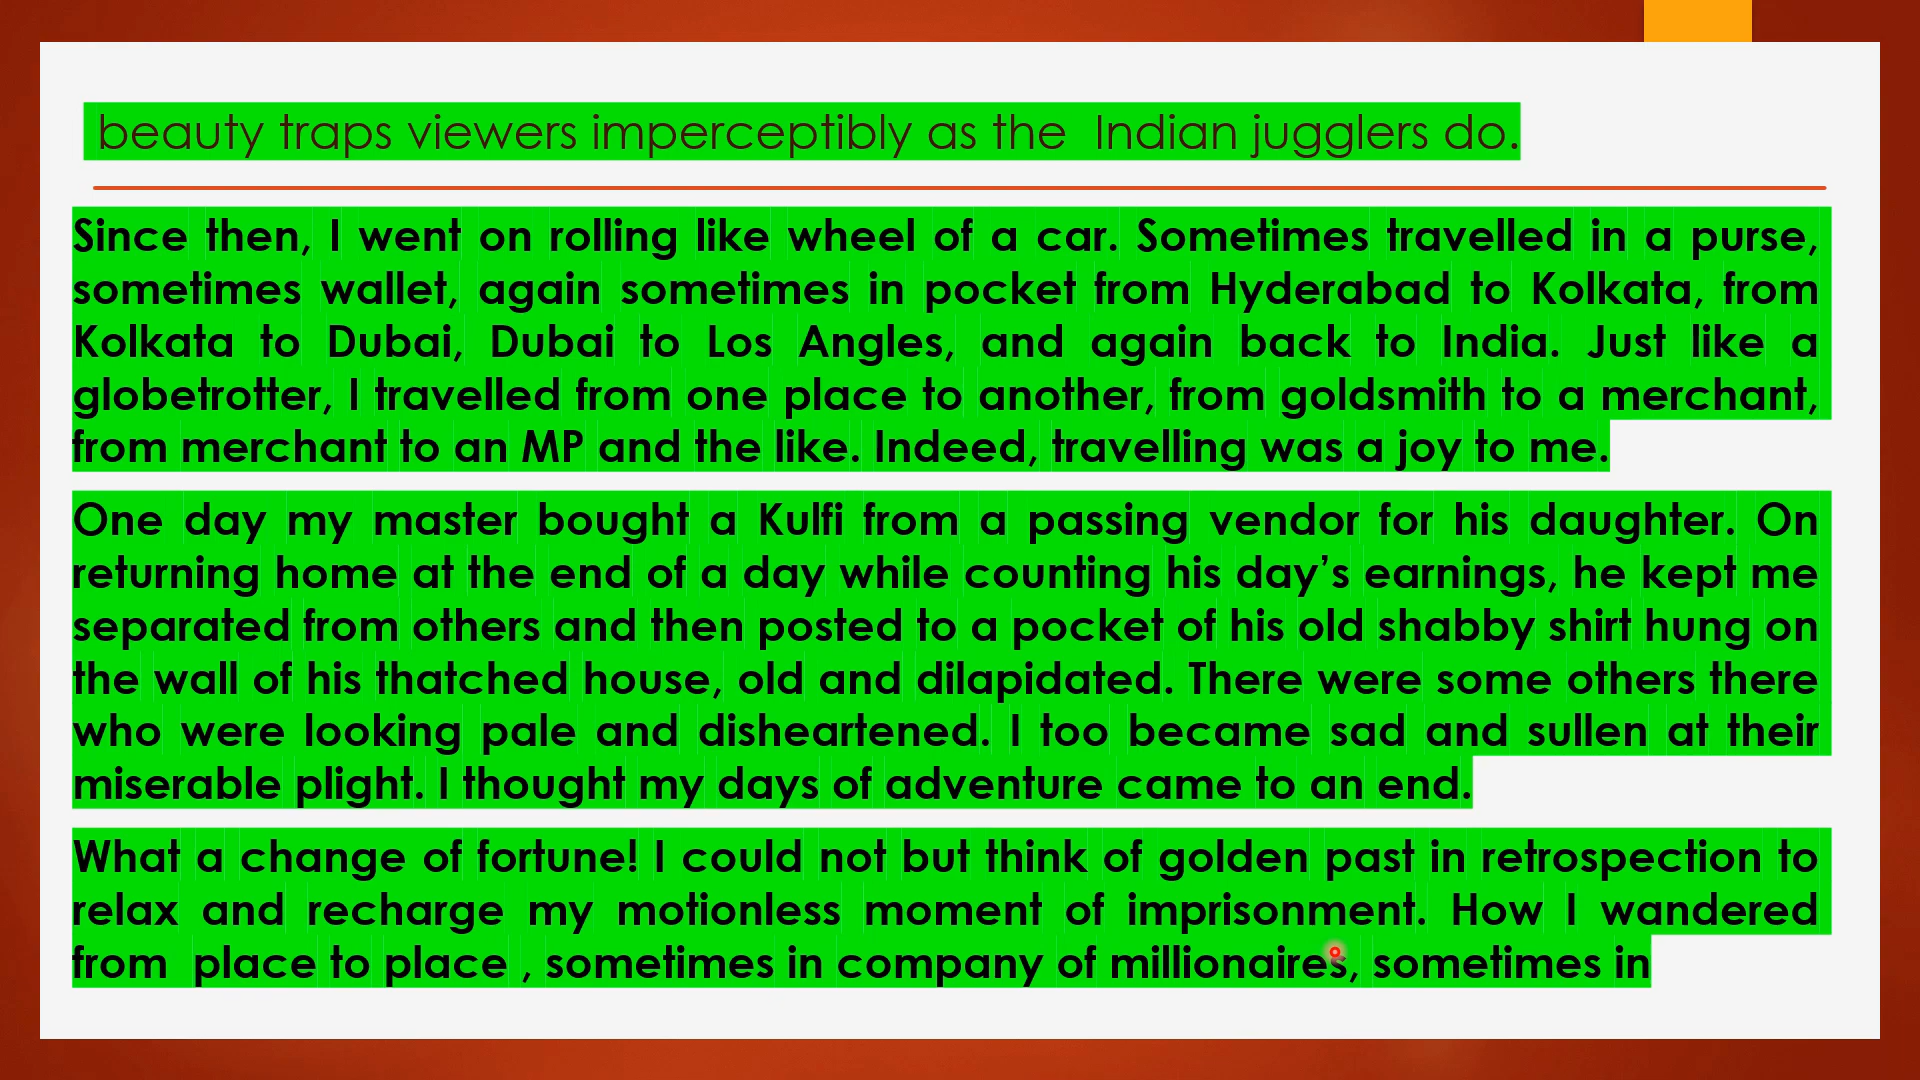 beauty traps viewers imperceptibly as the Indian jugglers do.
Since then, I went on rolling like wheel of a car. Sometimes travelled in a purse,
sometimes wallet, again sometimes in pocket from Hyderabad to Kolkata, from
Kolkata to Dubai, Dubai to Los Angles, and again back to India. Just like a
globetrotter, I travelled from one place to another, from goldsmith to a merchant,
from merchant to an MP and the like. Indeed, travelling was a joy to me.
One day my master bought a Kulfi from a passing vendor for his daughter. On
returning home at the end of a day while counting his day’s earnings, he kept me
separated from others and then posted to a pocket of his old shabby shirt hung on
the wall of his thatched house, old and dilapidated. There were some others there
who were looking pale and disheartened. I too became sad and sullen at their
miserable plight. I thought my days of adventure came to an end.
What a change of fortune! I could not but think of golden past in retrospection to
relax and recharge my motionless moment of imprisonment. How I wandered
from place to place , sometimes in company of millionaires, sometimes in